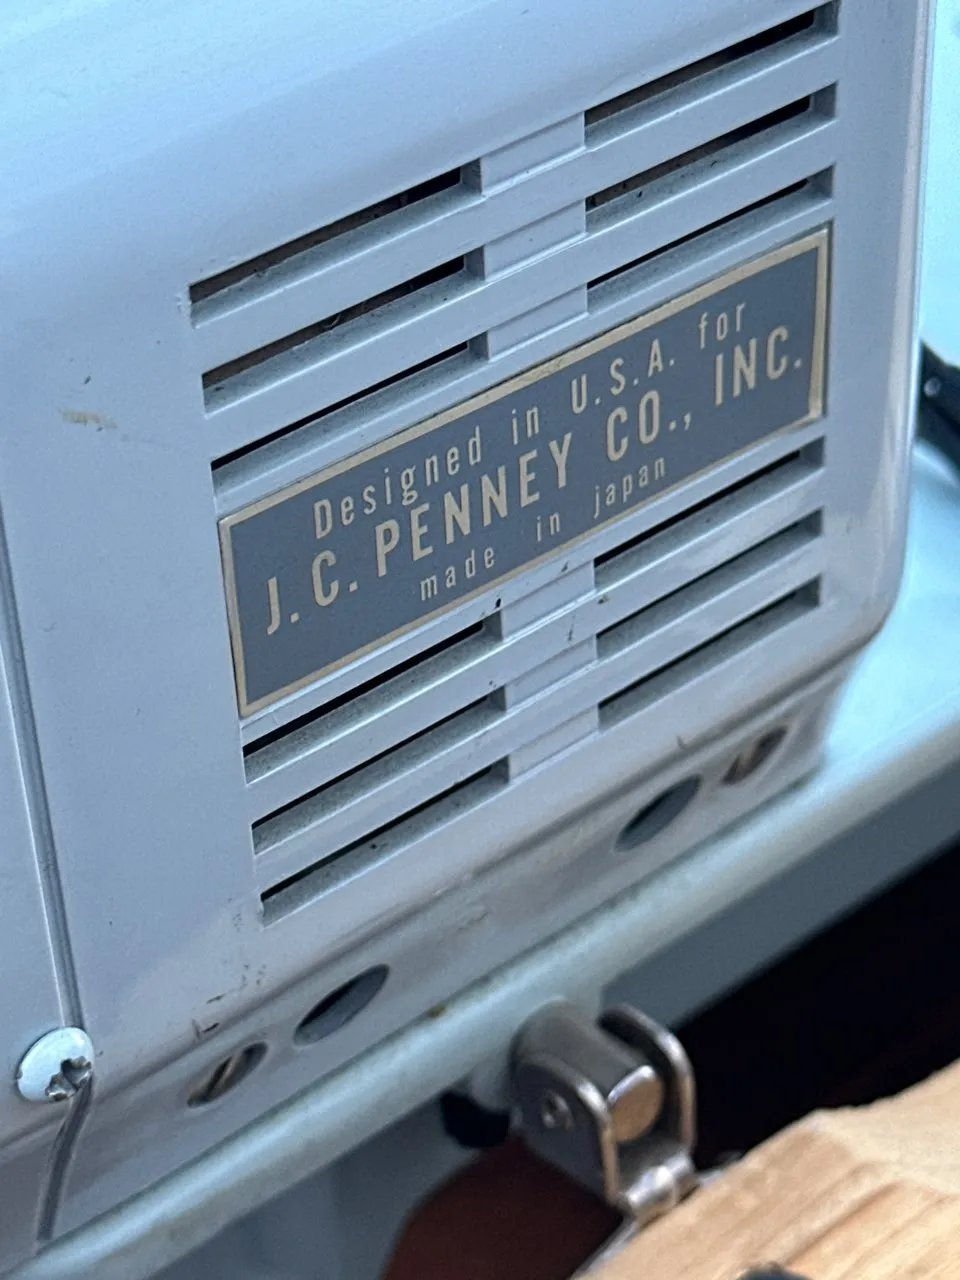 Designed in U.S.A. for
J.C. PENNEY CO., INC.
made in japan